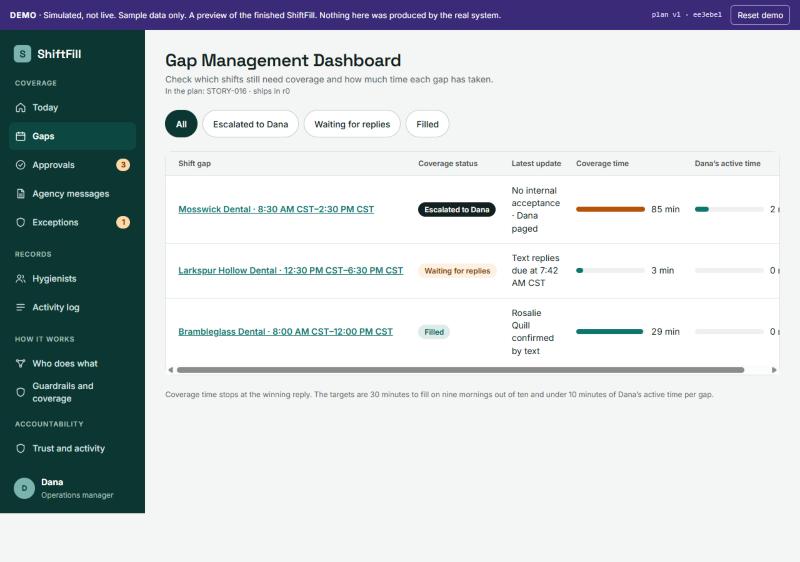 DEMO · Simulated, not live. Sample data only. A preview of the finished ShiftFill. Nothing here was produced by the real system.
plan v1 · ee3ebe1
Reset demo
S ShiftFill
COVERAGE
Today
Gaps
Approvals 3
Agency messages
Exceptions 1
RECORDS
Hygienists
Activity log
HOW IT WORKS
Who does what
Guardrails and
coverage
ACCOUNTABILITY
Trust and activity
D Dana
Operations manager
Gap Management Dashboard
Check which shifts still need coverage and how much time each gap has taken.
In the plan: STORY-016 · ships in r0
All
Escalated to Dana
Waiting for replies
Filled
Shift gap
Coverage status
Latest update
Coverage time
Dana's active time
Mosswick Dental · 8:30 AM CST–2:30 PM CST
Escalated to Dana
No internal
acceptance
· Dana
paged
85 min
2
Larkspur Hollow Dental · 12:30 PM CST–6:30 PM CST
Waiting for replies
Text replies
due at 7:42
AM CST
3 min
0
Brambleglass Dental · 8:00 AM CST–12:00 PM CST
Filled
Rosalie
Quill
confirmed
by text
29 min
0
Coverage time stops at the winning reply. The targets are 30 minutes to fill on nine mornings out of ten and under 10 minutes of Dana's active time per gap.